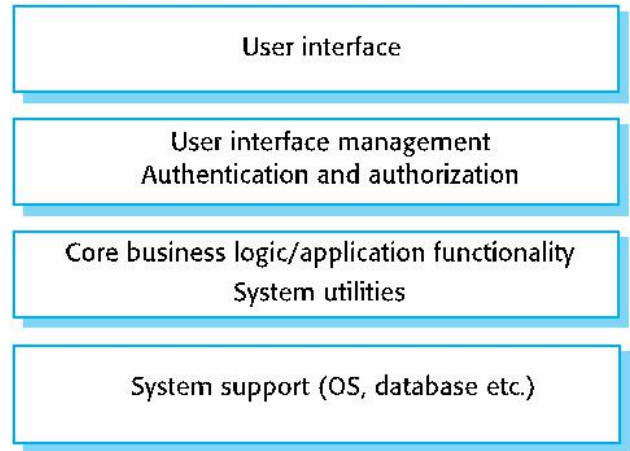 User interface
User interface management
Authentication and authorization
Core business logic/application functionality
System utilities
System support (OS, database etc.)